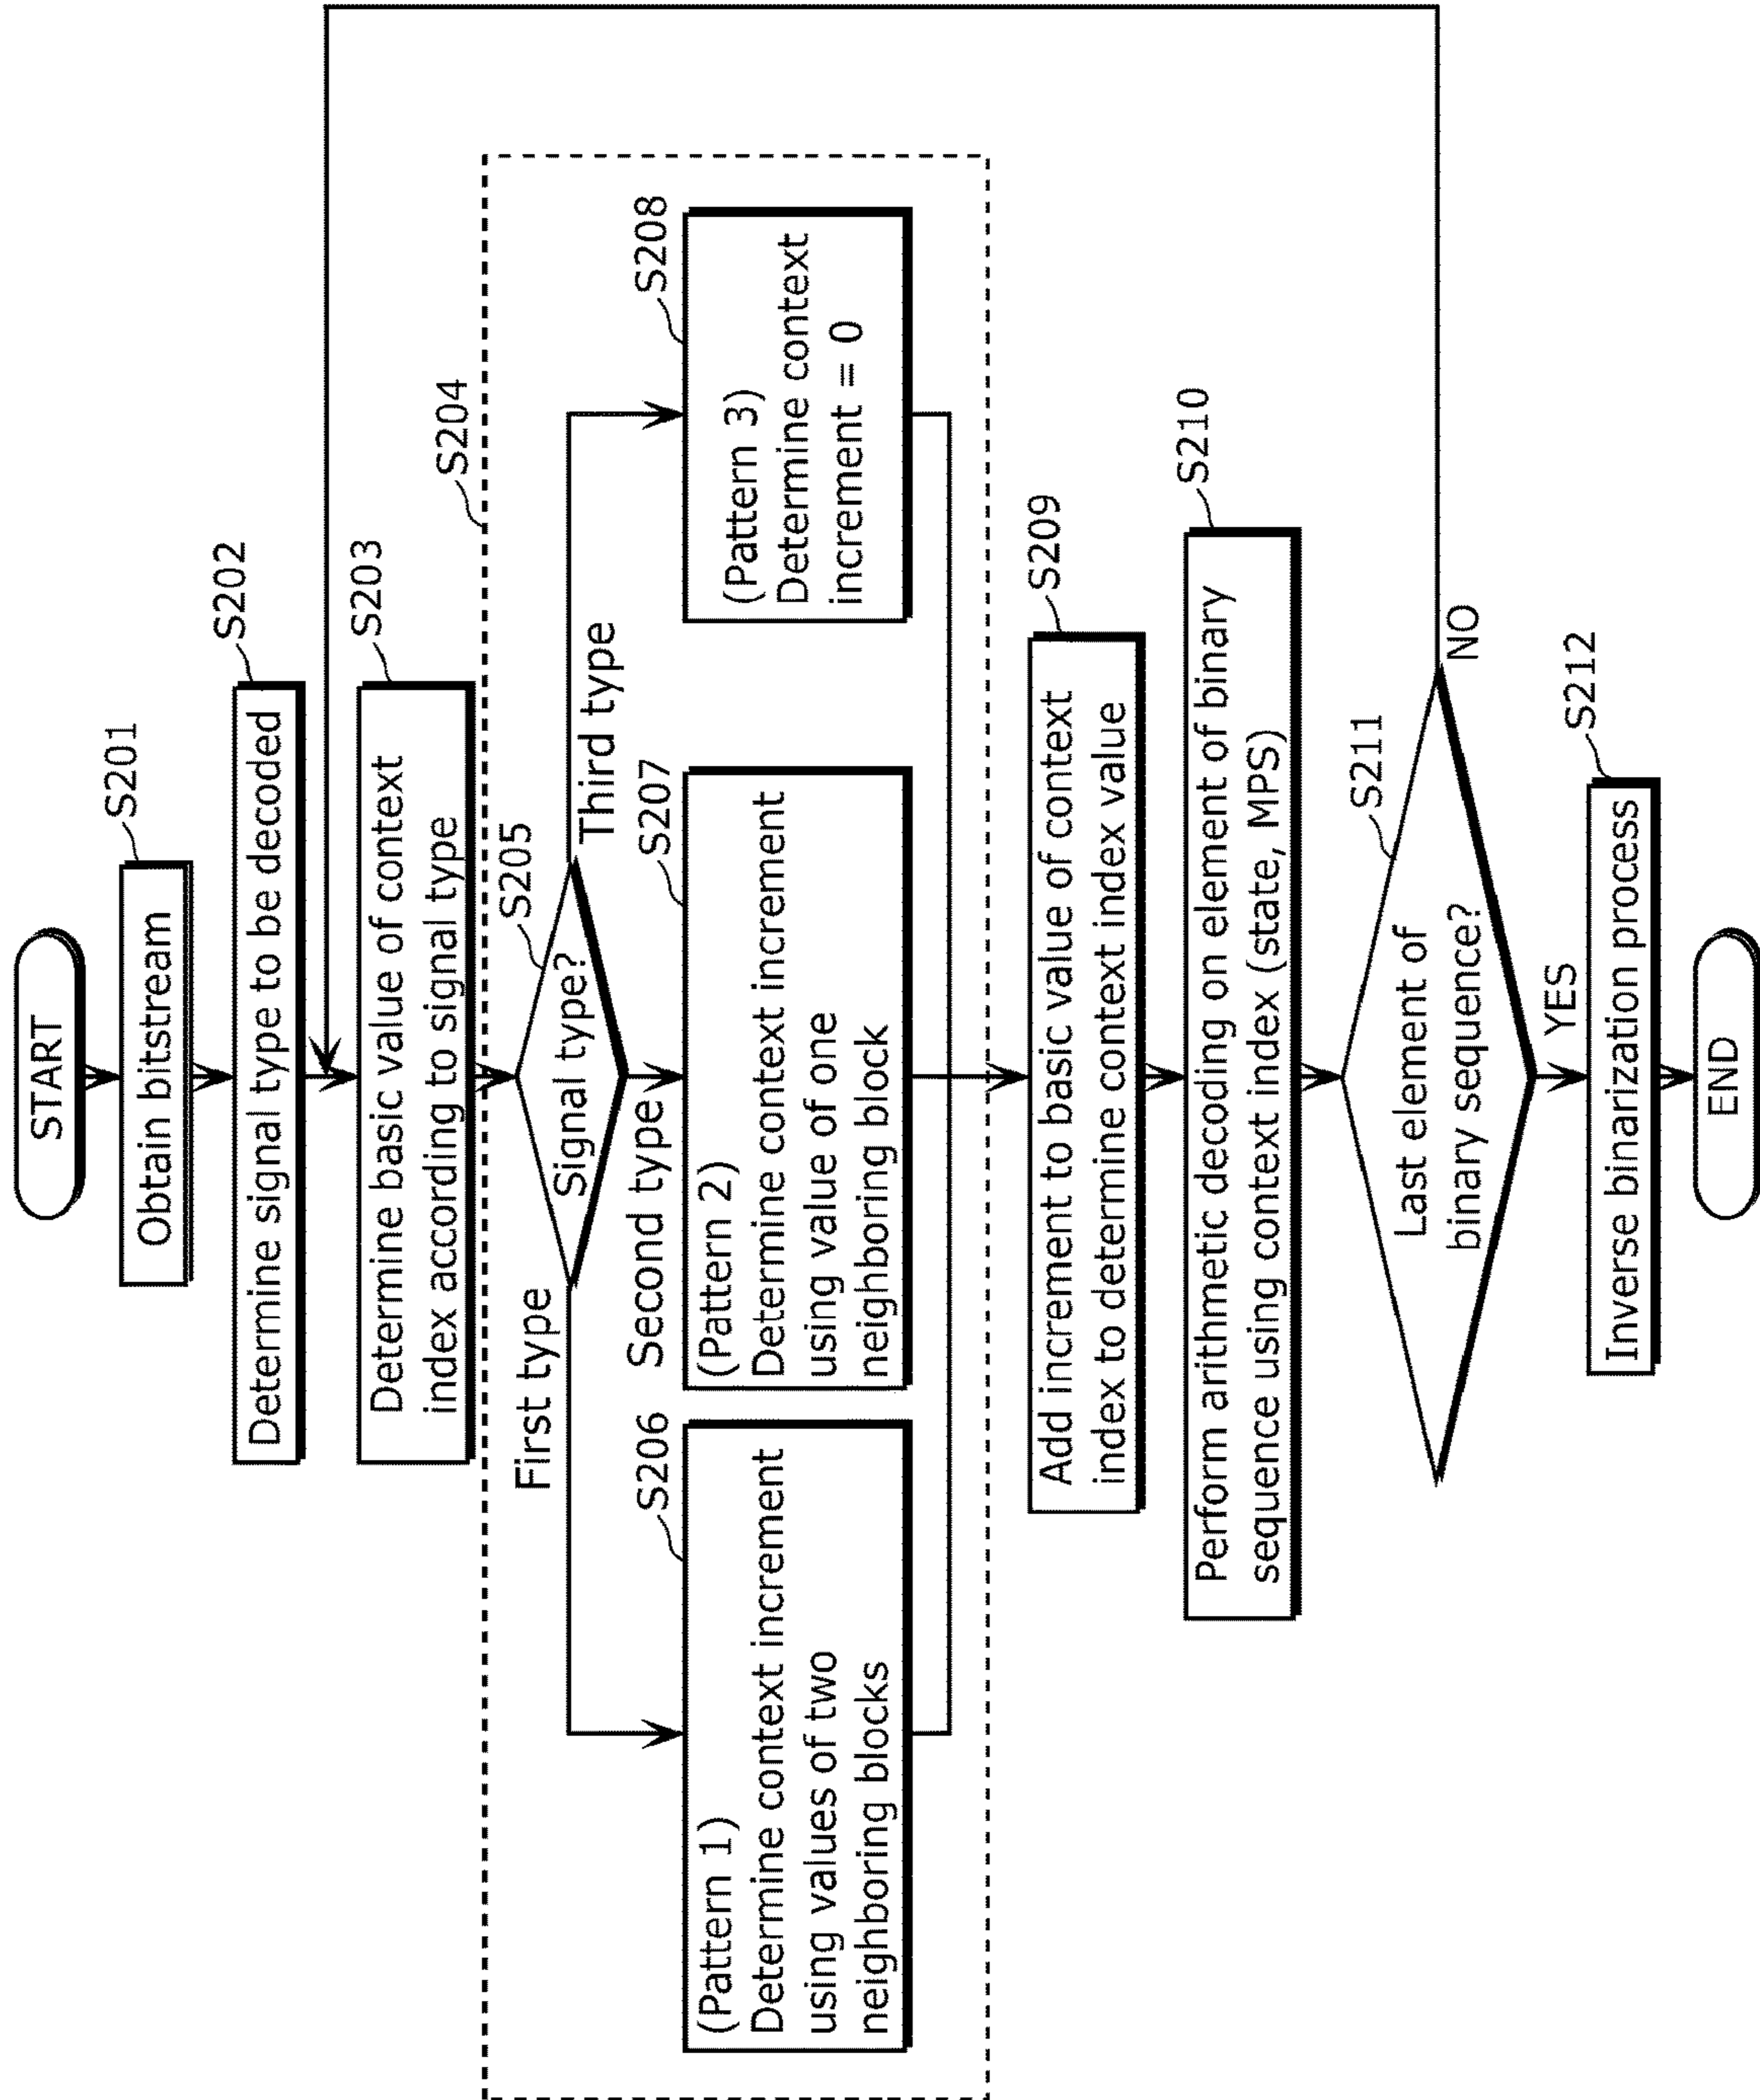 START
S201
Obtain bitstream
S202
Determine signal type to be decoded
S203
Determine basic value of context
index according to signal type
S204
S205
Signal type?
First type
Second type
Third type
S206
(Pattern 1)
Determine context increment
using values of two
neighboring blocks
S207
(Pattern 2)
Determine context increment
using value of one
neighboring block
S208
(Pattern 3)
Determine context
increment = 0
S209
Add increment to basic value of context
index to determine context index value
S210
Perform arithmetic decoding on element of binary
sequence using context index (state, MPS)
S211
Last element of
binary sequence?
NO
YES
S212
Inverse binarization process
END